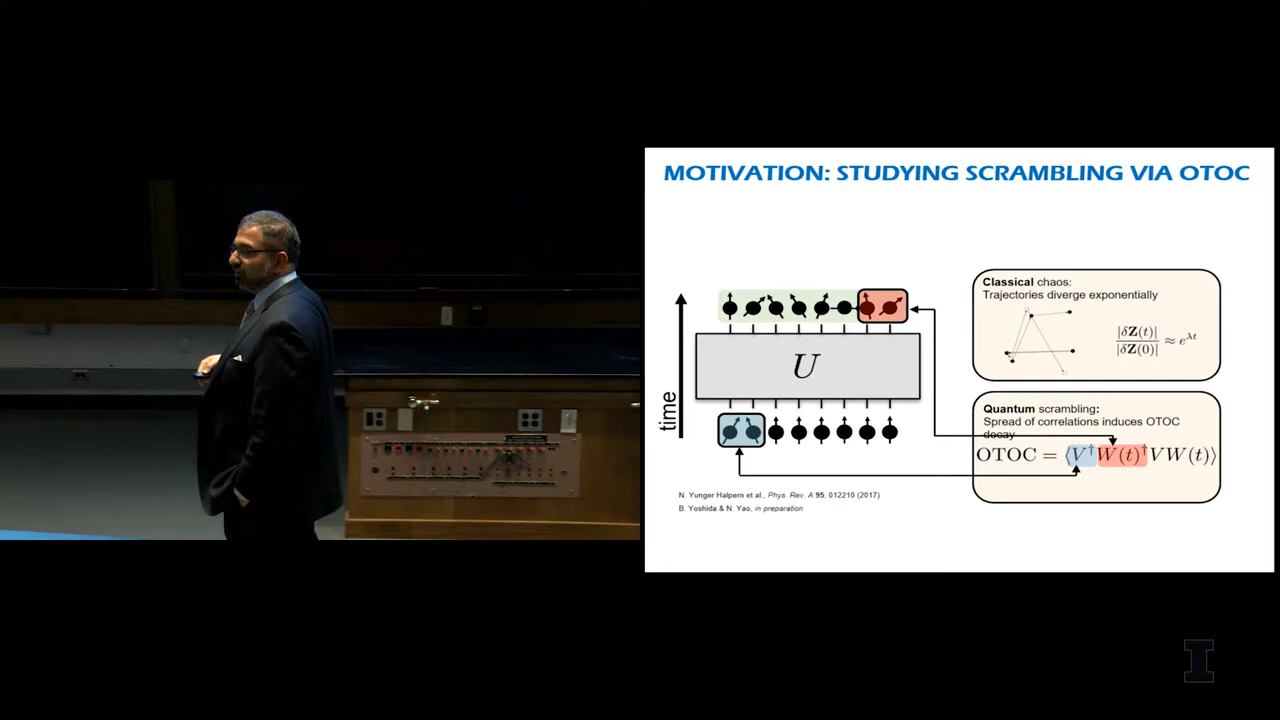 MOTIVATION: STUDYING SCRAMBLING VIA OTOC
time
U
Classical chaos:
Trajectories diverge exponentially
|δZ(t)| / |δZ(0)| ≈ e^{λt}
Quantum scrambling:
Spread of correlations induces OTOC
decay
OTOC = ⟨V†W(t)†VW(t)⟩
N. Yunger Halpern et al., Phys. Rev. A 95, 012210 (2017)
B. Yoshida & N. Yao, in preparation
I